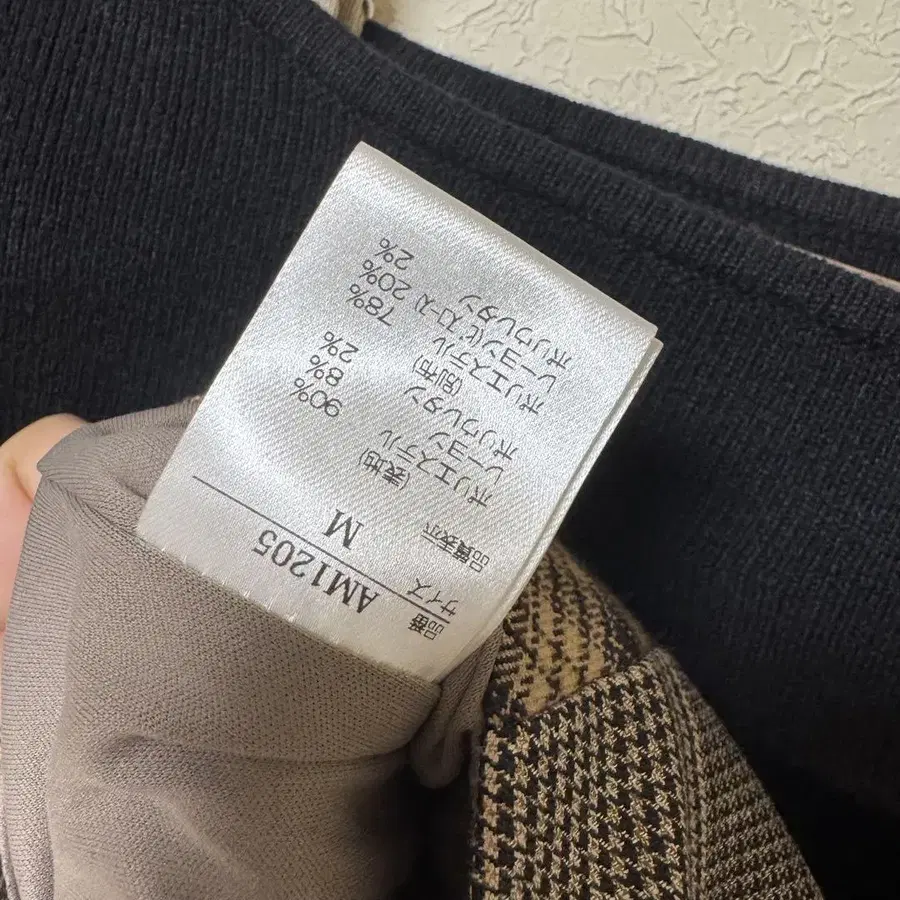 品番 AM1205
サイズ M
品質表示
(表地)
ポリエステル 90%
レーヨン 8%
ポリウレタン 2%
(別布)
ポリエステル 78%
レーヨン(ビスコース) 20%
ポリウレタン 2%